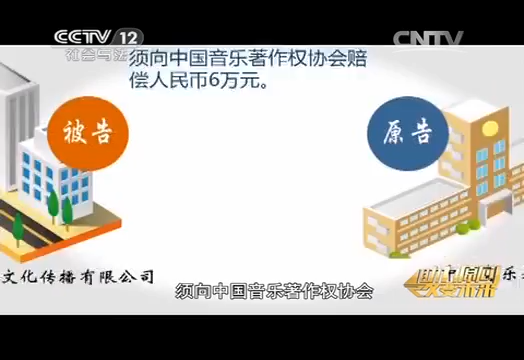 CCTV 12
社会与法
CNTV
须向中国音乐著作权协会赔
偿人民币6万元。
被告
原告
文化传播有限公司
须向中国音乐著作权协会